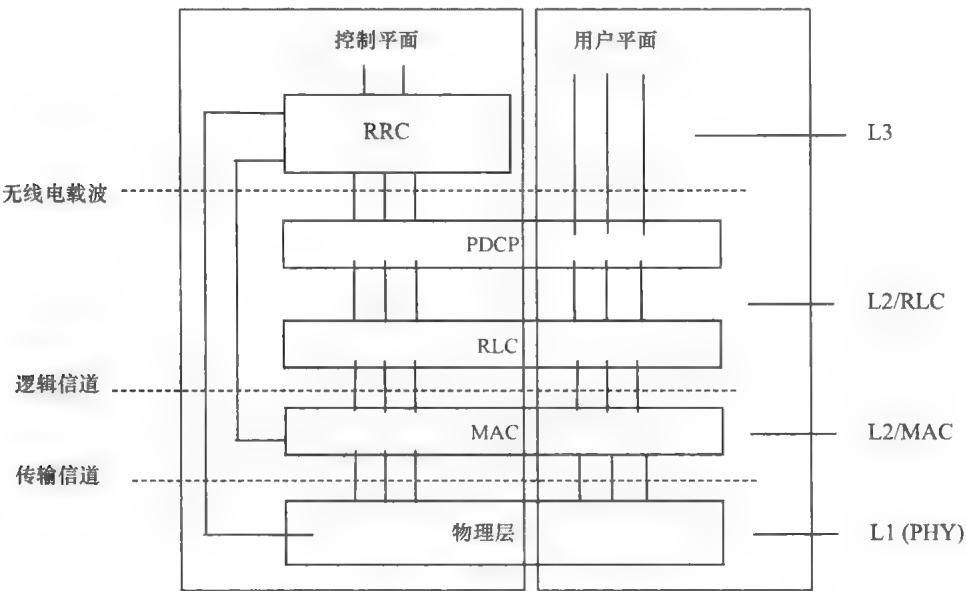 控制平面
用户平面
RRC
L3
无线电载波
PDCP
L2/RLC
RLC
逻辑信道
MAC
L2/MAC
传输信道
物理层
L1 (PHY)